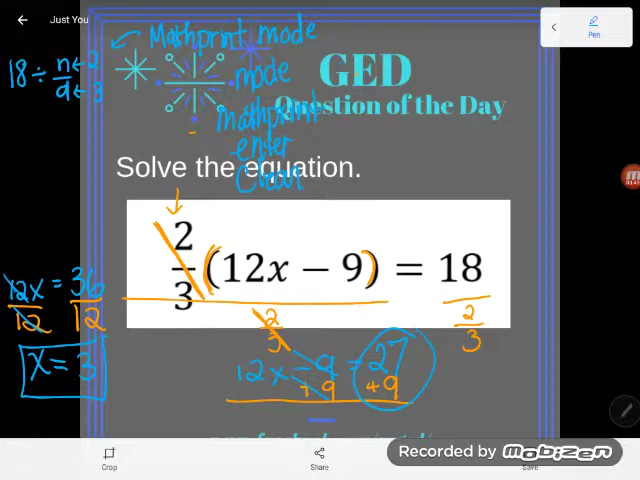 Just You
Pen
Mathprint mode
18 ÷ n ← 2
d ← 3
mode
mathprint
enter
Clear
GED
Question of the Day
Solve the equation.
2/3 (12x − 9) = 18
2/3
2/3
12x − 9 = 27
+ 9 + 9
12x = 36
12 12
x = 3
Crop
Share
Save
Recorded by mobizen